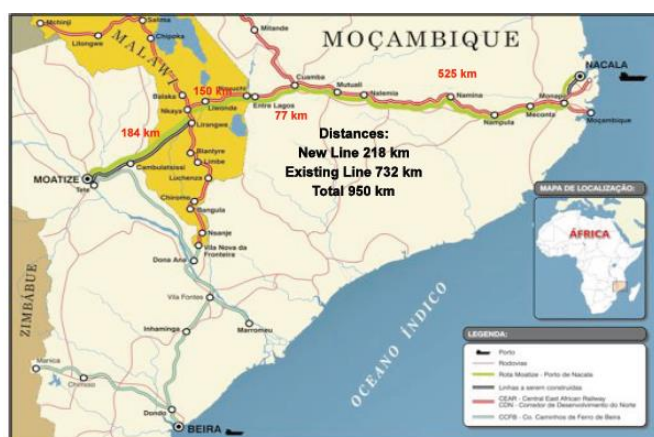 Mchinji
Salima
Lilongwe
Chipoka
MALAWI
Mitande
MOÇAMBIQUE
NACALA
Cuamba
Mutuali
525 km
150 km
Balaka
Liwonde
Entre Lagos
Nalemia
Namina
Monapo
Nkaya
77 km
Nampula
Meconta
Moçambique
184 km
Lirangwe
Distances:
New Line 218 km
Existing Line 732 km
Total 950 km
Blantyre
Limbe
Cambulatsissi
MOATIZE
Tete
Luchenza
Chiromo
Bangula
MAPA DE LOCALIZAÇÃO:
ÁFRICA
Nsanje
Vila Nova da
Fronteira
Dona Ana
ZIMBÁBUE
Vila Fontes
Inhaminga
Marromeu
OCEANO ÍNDICO
LEGENDA:
Porto
Rodovias
Rota Moatize - Porto de Nacala
Linhas a serem construídas
CEAR - Central East African Railway
CDN - Corredor de Desenvolvimento do Norte
CCFB - Co. Caminhos de Ferro de Beira
Manica
Chimoio
Dondo
BEIRA